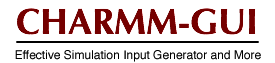 CHARMM-GUI
Effective Simulation Input Generator and More